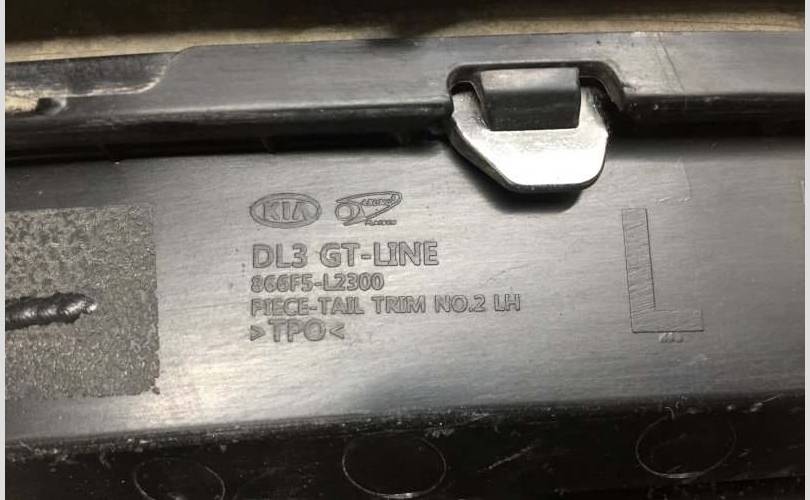 KIA
DL3 GT-LINE
866F5-L2300
PIECE-TAIL TRIM NO.2 LH
>TPO<
L